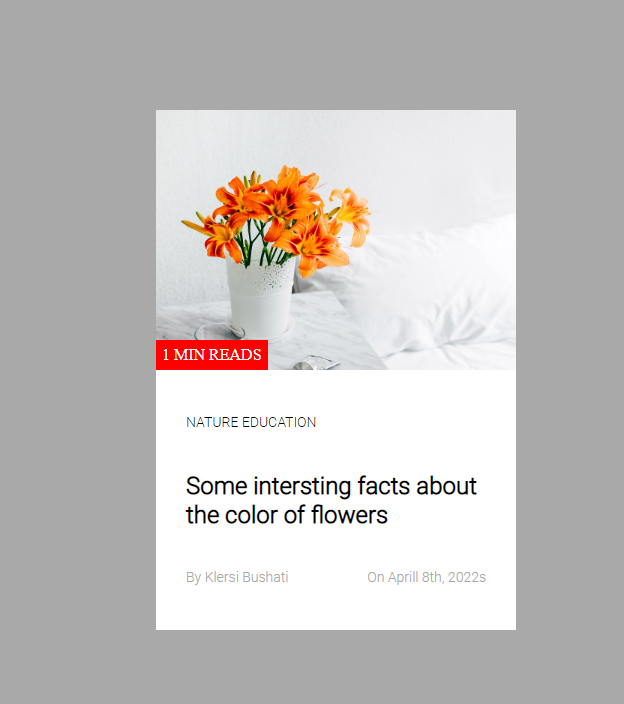 1 MIN READS
NATURE EDUCATION
Some intersting facts about
the color of flowers
By Klersi Bushati
On Aprill 8th, 2022s